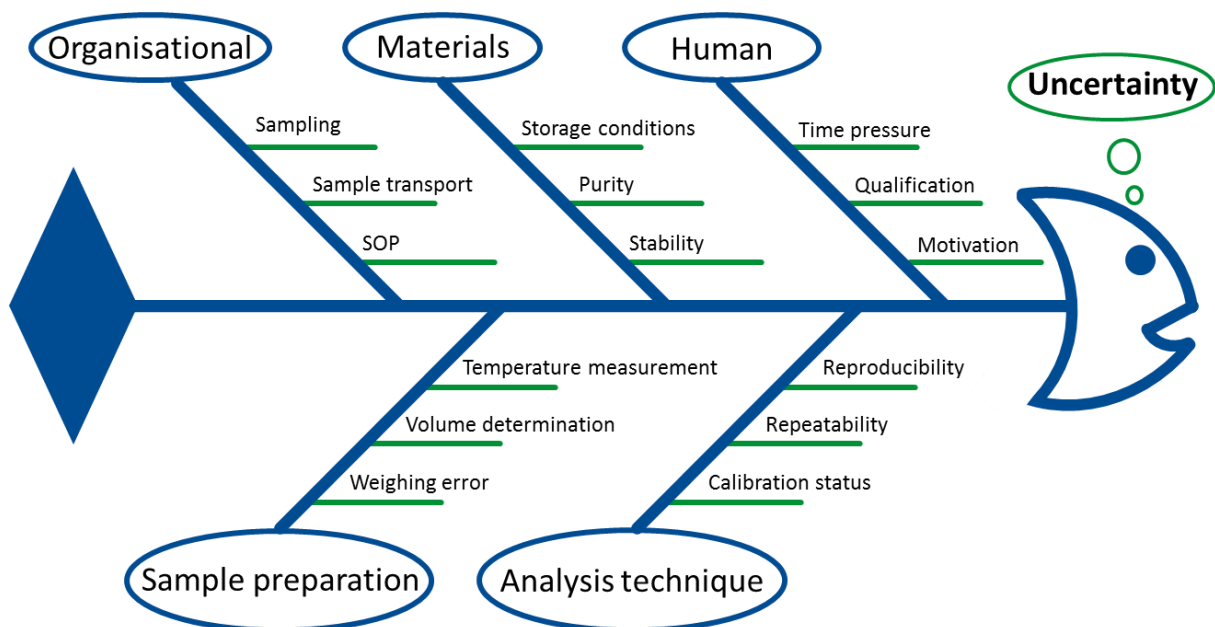 Organisational
Materials
Human
Uncertainty
Sampling
Sample transport
SOP
Storage conditions
Purity
Stability
Time pressure
Qualification
Motivation
Temperature measurement
Volume determination
Weighing error
Reproducibility
Repeatability
Calibration status
Sample preparation
Analysis technique